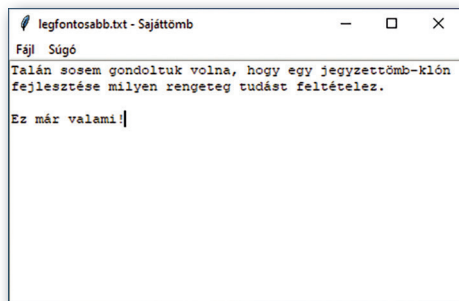 legfontosabb.txt - Sajáttömb
Fájl Súgó
Talán sosem gondoltuk volna, hogy egy jegyzettömb-klón
fejlesztése milyen rengeteg tudást feltételez.
Ez már valami!